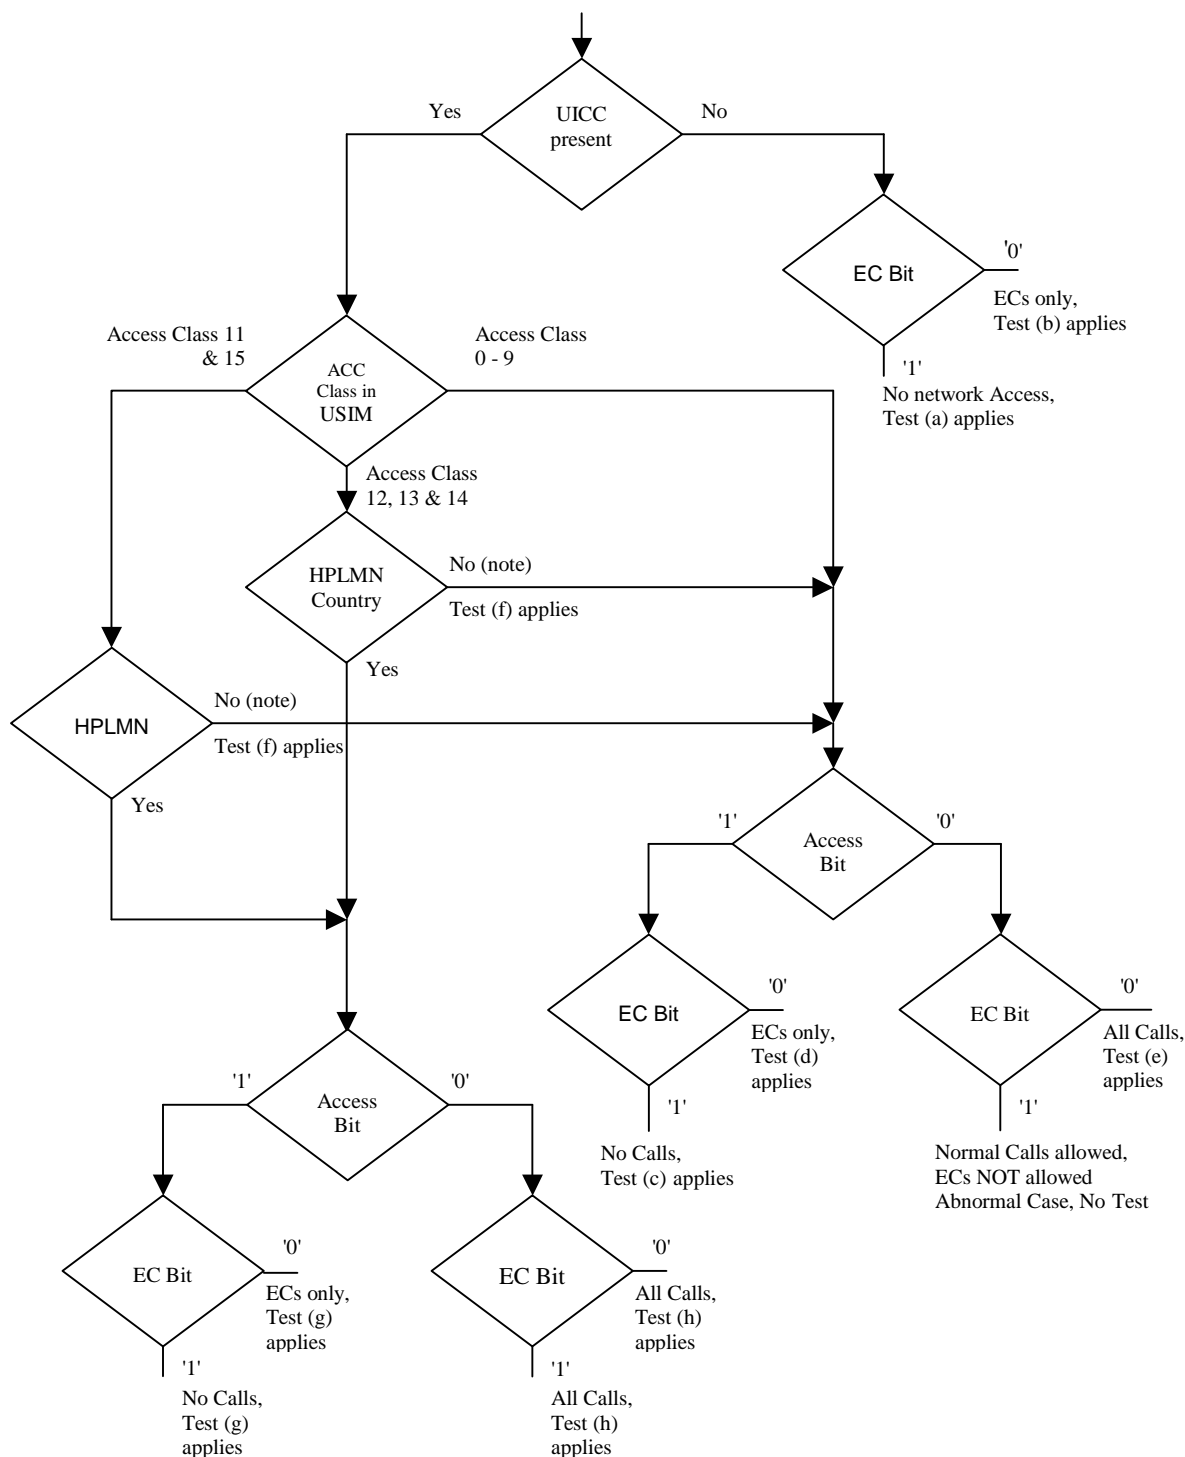 UICC
present
Yes
No
EC Bit
'0'
ECs only,
Test (b) applies
'1'
No network Access,
Test (a) applies
Access Class 11
& 15
Access Class
0 - 9
ACC
Class in
USIM
Access Class
12, 13 & 14
HPLMN
Country
No (note)
Test (f) applies
Yes
HPLMN
No (note)
Test (f) applies
Yes
Access
Bit
'1'
'0'
EC Bit
'0'
ECs only,
Test (d)
applies
'1'
No Calls,
Test (c) applies
EC Bit
'0'
All Calls,
Test (e)
applies
'1'
Normal Calls allowed,
ECs NOT allowed
Abnormal Case, No Test
Access
Bit
'1'
'0'
EC Bit
'0'
ECs only,
Test (g)
applies
'1'
No Calls,
Test (g)
applies
EC Bit
'0'
All Calls,
Test (h)
applies
'1'
All Calls,
Test (h)
applies